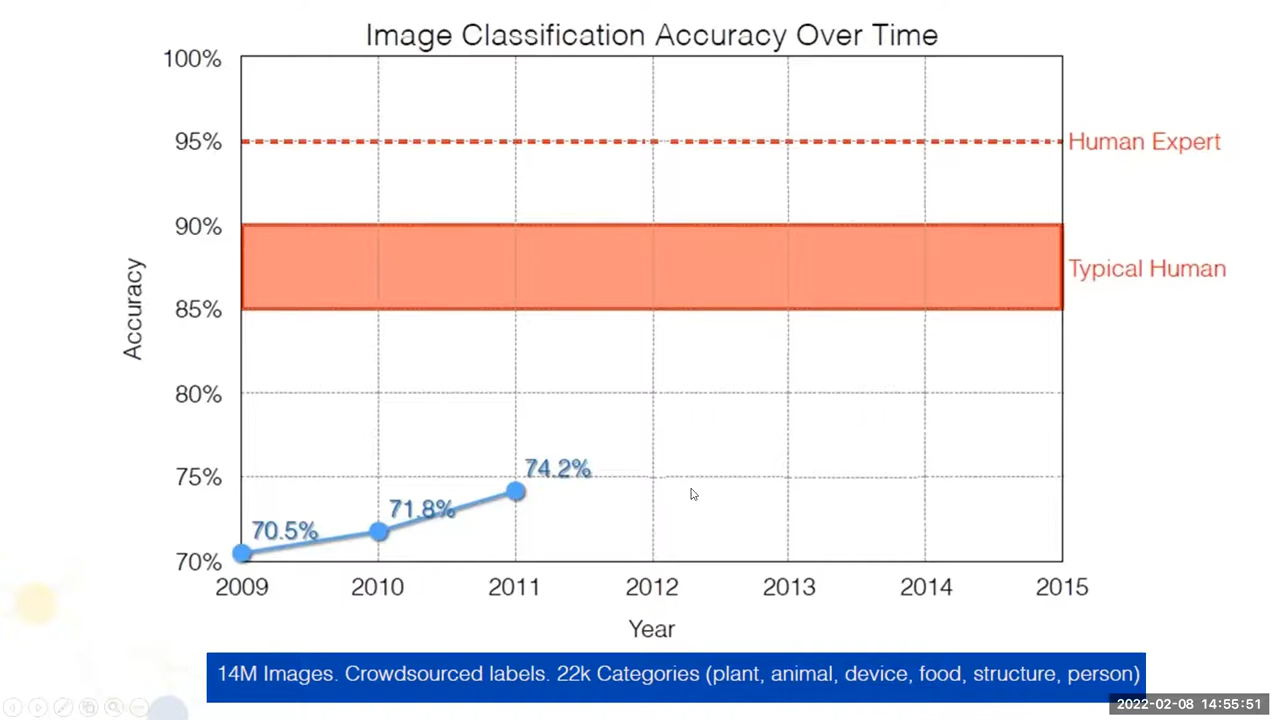 Image Classification Accuracy Over Time
100%
95%
Human Expert
90%
Typical Human
85%
Accuracy
80%
75%
74.2%
71.8%
70.5%
70%
2009 2010 2011 2012 2013 2014 2015
Year
14M Images. Crowdsourced labels. 22k Categories (plant, animal, device, food, structure, person)
2022-02-08 14:55:51